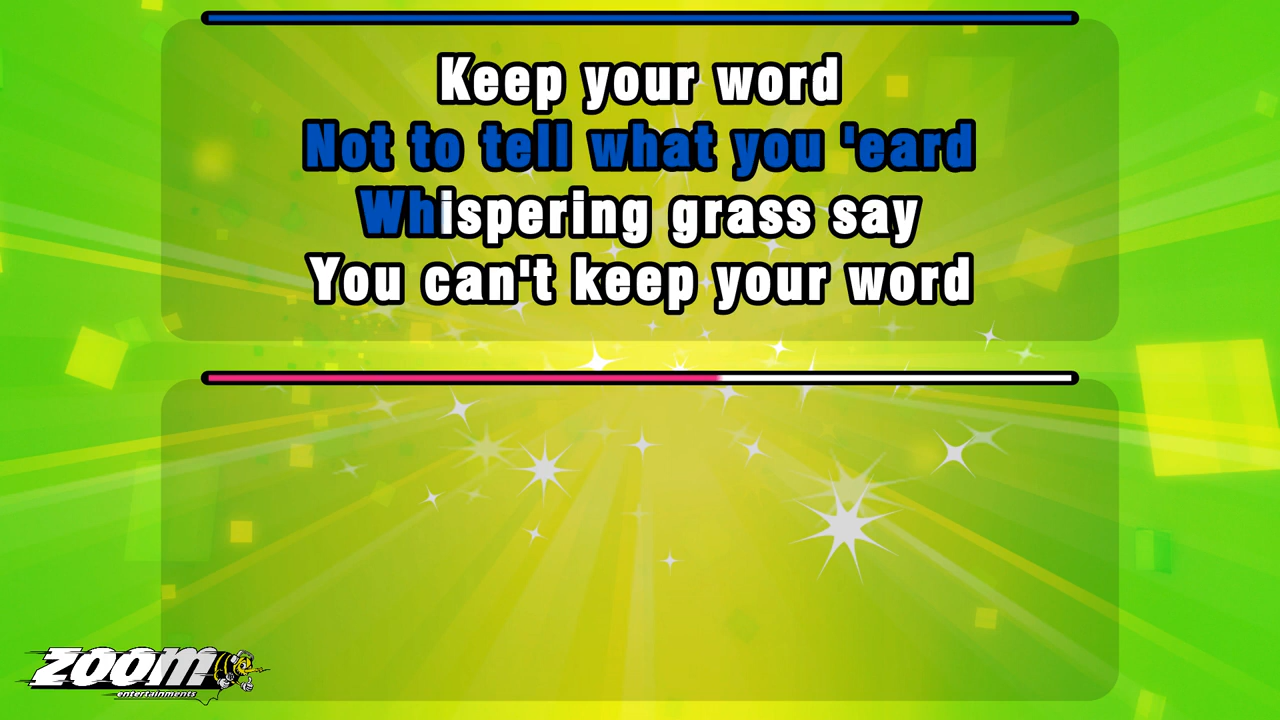 Keep your word
Not to tell what you 'eard
Whispering grass say
You can't keep your word
zoom
entertainments